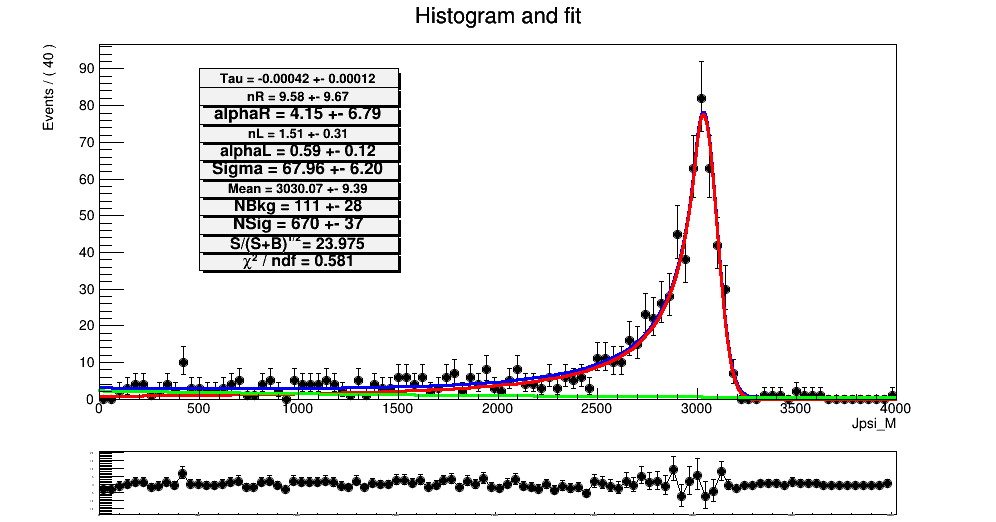 Histogram and fit
Events / ( 40 )
90
80
70
60
50
40
30
20
10
0
Tau = -0.00042 +- 0.00012
nR = 9.58 +- 9.67
alphaR = 4.15 +- 6.79
nL = 1.51 +- 0.31
alphaL = 0.59 +- 0.12
Sigma = 67.96 +- 6.20
Mean = 3030.07 +- 9.39
NBkg = 111 +- 28
NSig = 670 +- 37
S/(S+B)^1/2 = 23.975
χ² / ndf = 0.581
0 500 1000 1500 2000 2500 3000 3500 4000
Jpsi_M